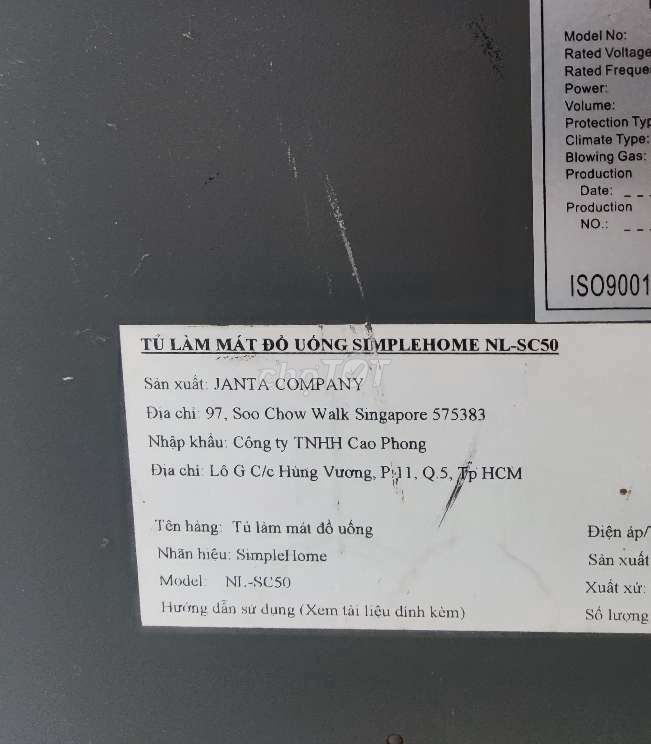 Model No:
Rated Voltage
Rated Freque
Power:
Volume:
Protection Typ
Climate Type:
Blowing Gas:
Production
Date:
Production
NO.:
ISO9001
TỦ LÀM MÁT ĐỒ UỐNG SIMPLEHOME NL-SC50
chợTỐT
Sản xuất: JANTA COMPANY
Địa chỉ: 97, Soo Chow Walk Singapore 575383
Nhập khẩu: Công ty TNHH Cao Phong
Địa chỉ: Lô G C/c Hùng Vương, P.11, Q.5, Tp HCM
Tên hàng: Tủ làm mát đồ uống
Nhãn hiệu: SimpleHome
Model: NL-SC50
Hướng dẫn sử dụng (Xem tài liệu đính kèm)
Điện áp/
Sản xuất
Xuất xứ:
Số lượng